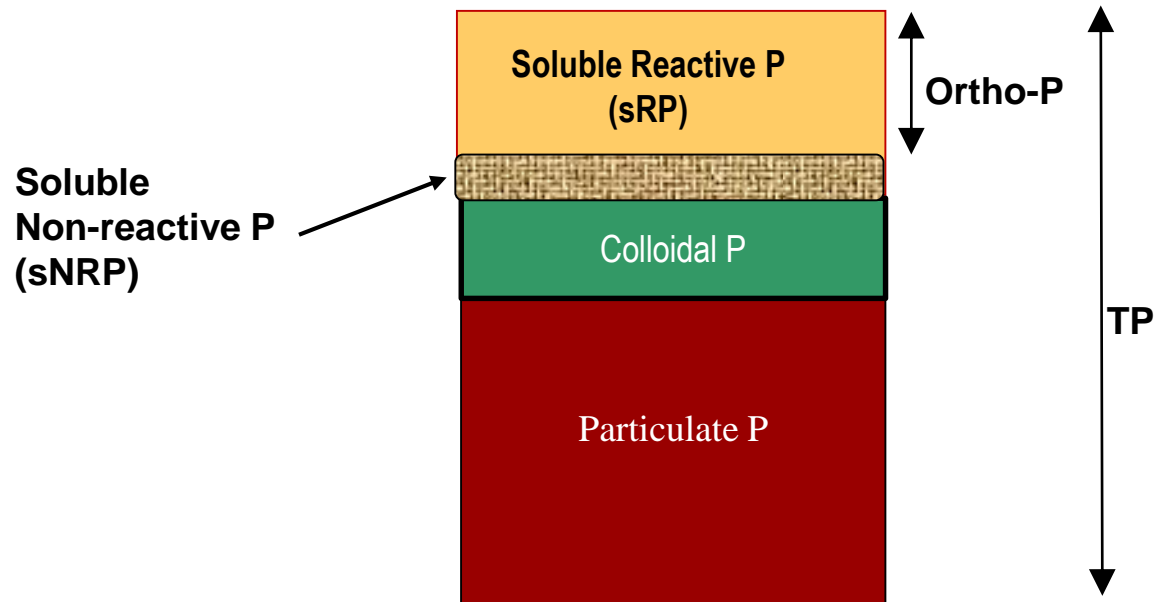 Soluble Reactive P
(sRP)
Ortho-P
Soluble
Non-reactive P
(sNRP)
Colloidal P
TP
Particulate P